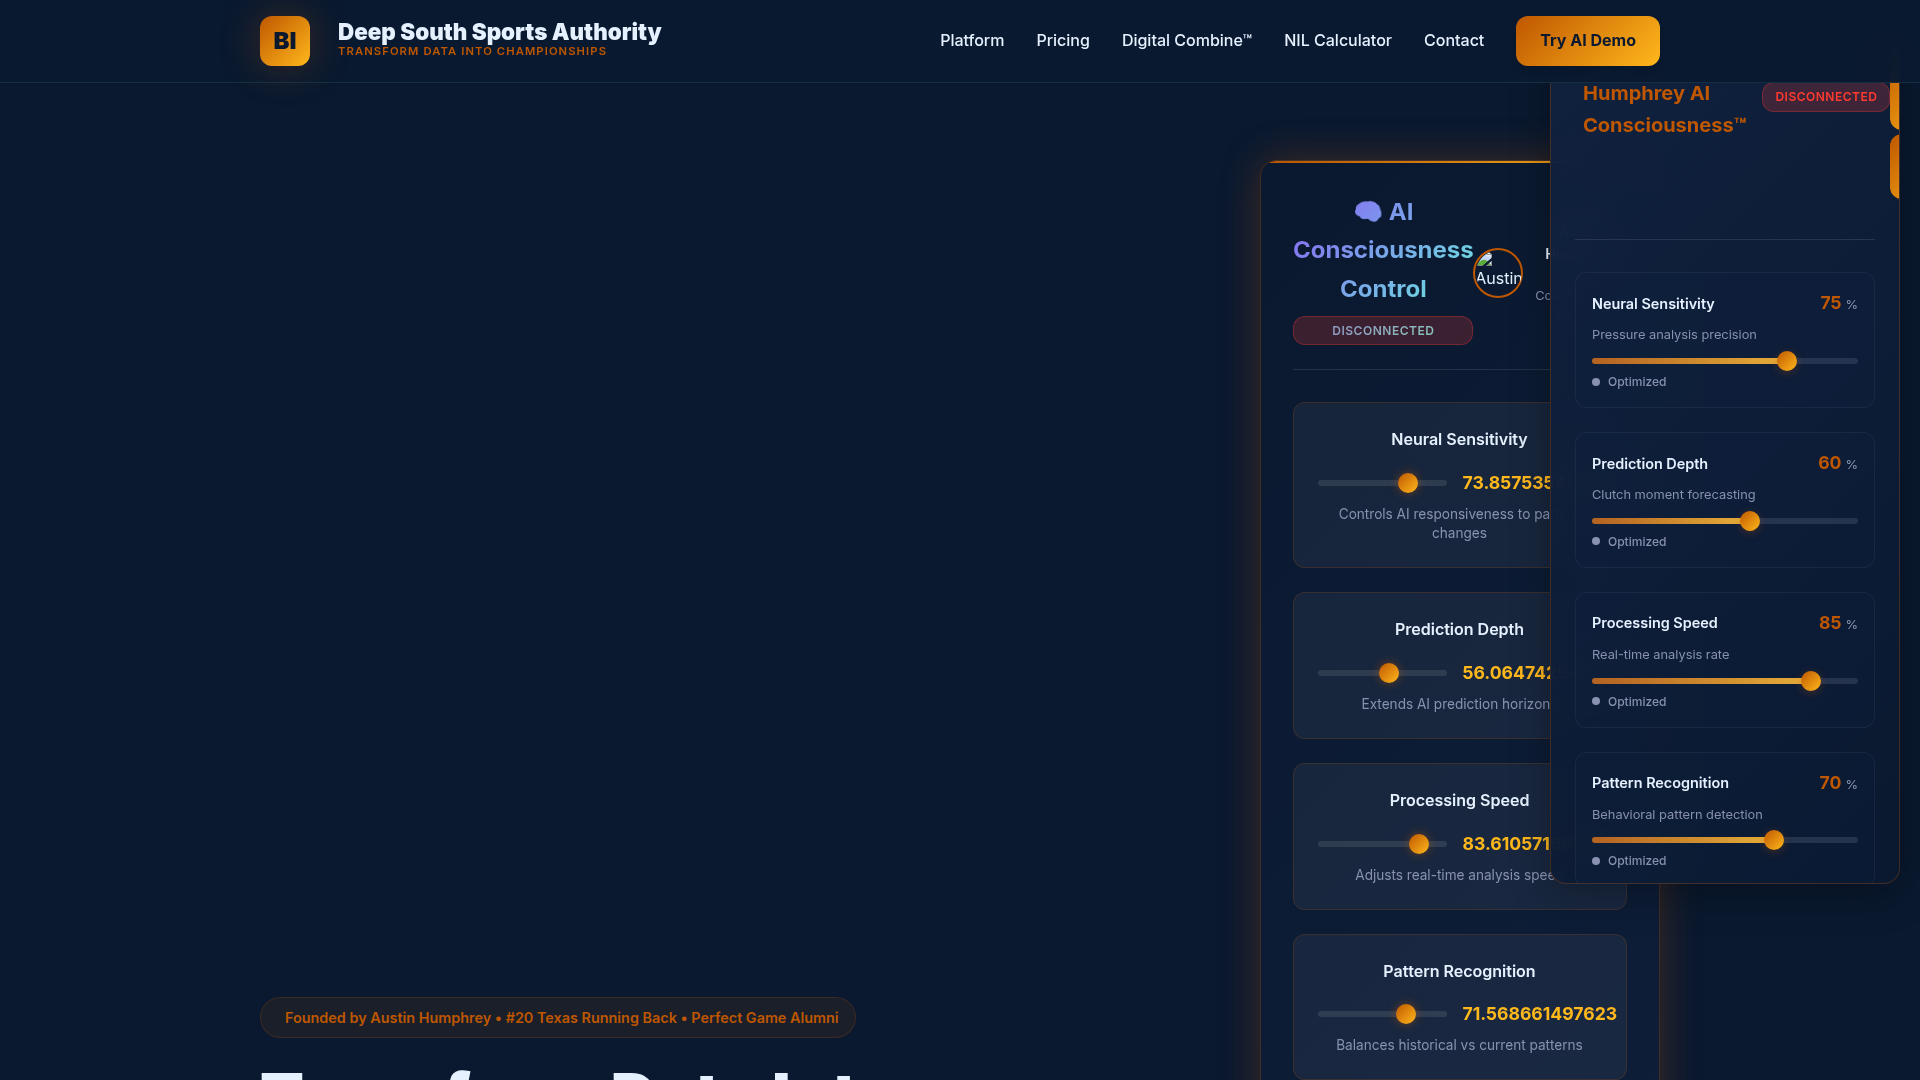 BI
Deep South Sports Authority
TRANSFORM DATA INTO CHAMPIONSHIPS
Platform
Pricing
Digital Combine™
NIL Calculator
Contact
Try AI Demo
Humphrey AI
Consciousness™
DISCONNECTED
🧠 AI
Consciousness
Control
Austin
DISCONNECTED
Neural Sensitivity
73.857535
Controls AI responsiveness to
changes
Prediction Depth
56.06474
Extends AI prediction horizon
Processing Speed
83.610571
Adjusts real-time analysis
Pattern Recognition
71.568661497623
Balances historical vs current patterns
Neural Sensitivity
75 %
Pressure analysis precision
Optimized
Prediction Depth
60 %
Clutch moment forecasting
Optimized
Processing Speed
85 %
Real-time analysis rate
Optimized
Pattern Recognition
70 %
Behavioral pattern detection
Optimized
Founded by Austin Humphrey • #20 Texas Running Back • Perfect Game Alumni